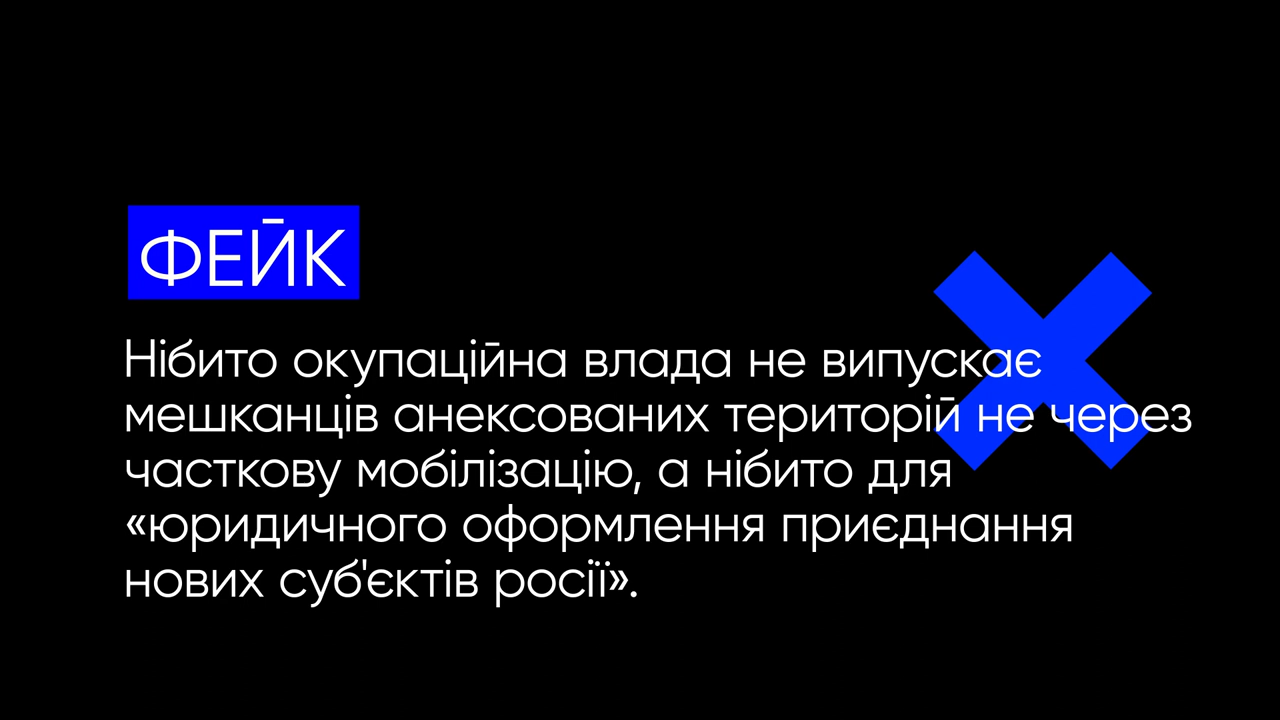 ФЕЙК
Нібито окупаційна влада не випускає
мешканців анексованих територій не через
часткову мобілізацію, а нібито для
«юридичного оформлення приєднання
нових суб'єктів росії».